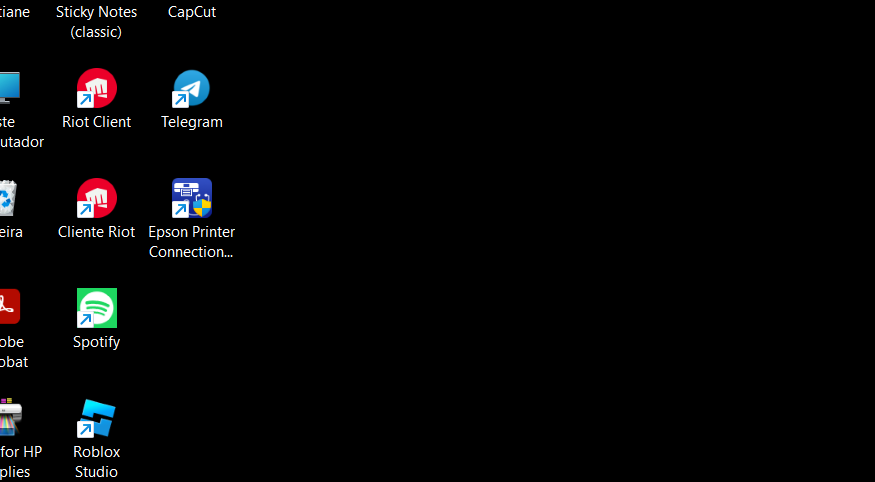 tiane
Sticky Notes
(classic)
CapCut
ste
utador
Riot Client
Telegram
eira
Cliente Riot
Epson Printer
Connection...
obe
obat
Spotify
for HP
plies
Roblox
Studio